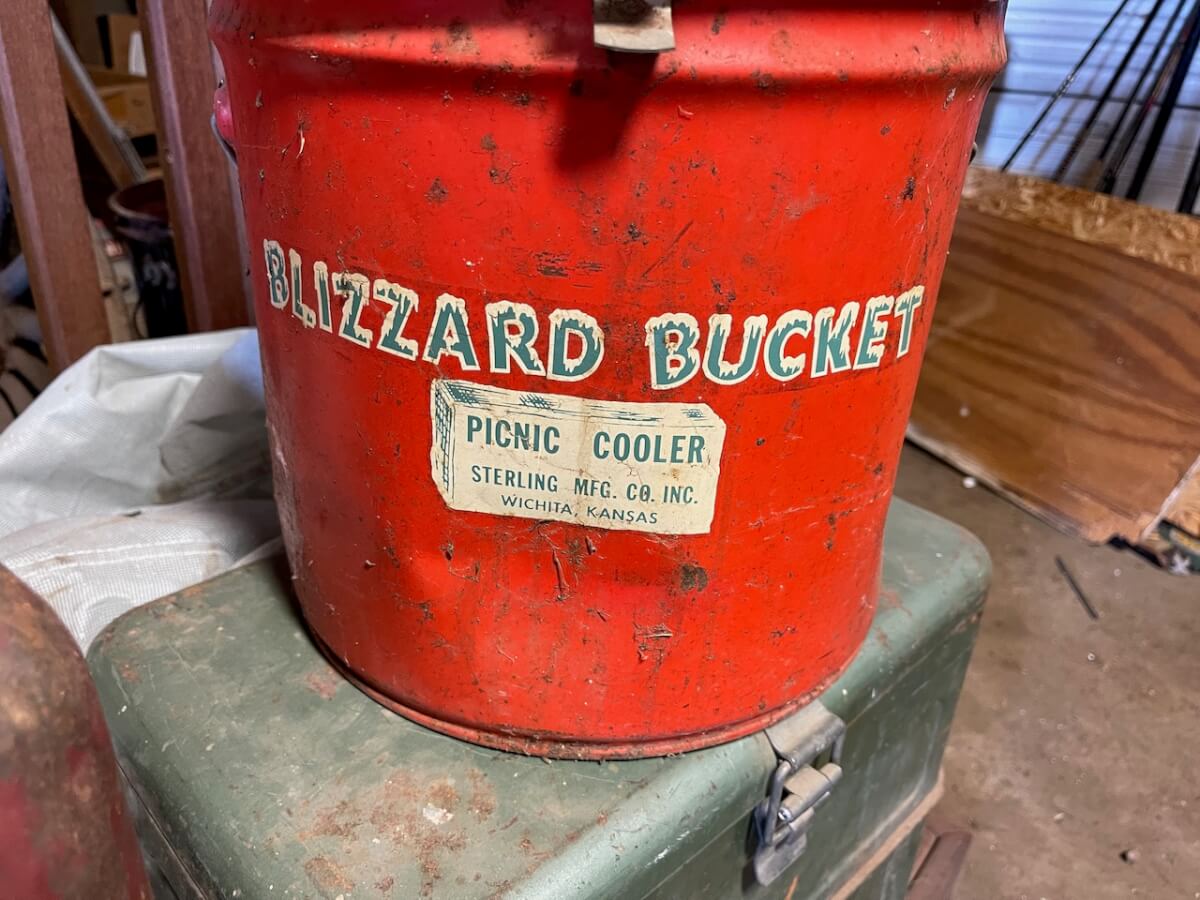 BLIZZARD BUCKET
PICNIC COOLER
STERLING MFG. CO. INC.
WICHITA, KANSAS